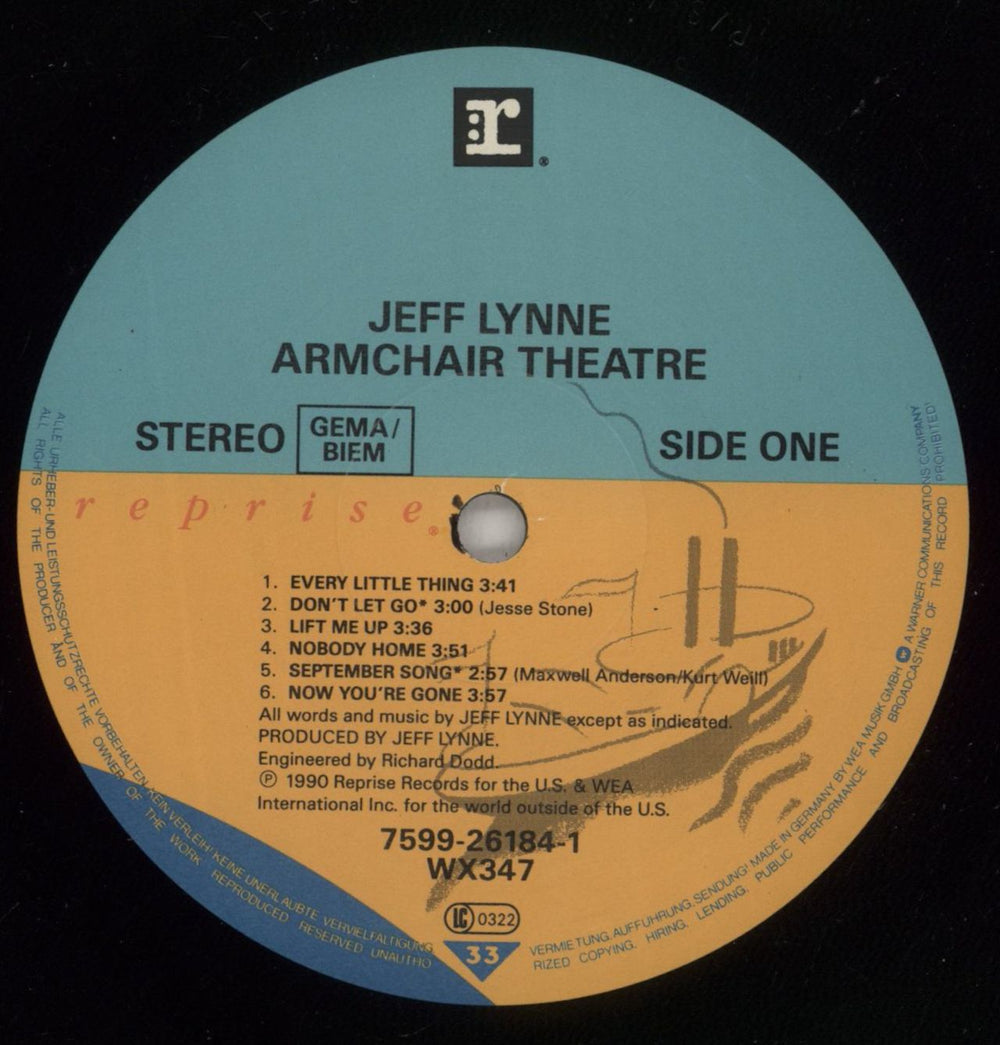 r ®
JEFF LYNNE
ARMCHAIR THEATRE
STEREO
GEMA/
BIEM
SIDE ONE
reprise®
1. EVERY LITTLE THING 3:41
2. DON'T LET GO* 3:00 (Jesse Stone)
3. LIFT ME UP 3:36
4. NOBODY HOME 3:51
5. SEPTEMBER SONG* 2:57 (Maxwell Anderson/Kurt Weill)
6. NOW YOU'RE GONE 3:57
All words and music by JEFF LYNNE except as indicated.
PRODUCED BY JEFF LYNNE.
Engineered by Richard Dodd.
Ⓟ 1990 Reprise Records for the U.S. & WEA
International Inc. for the world outside of the U.S.
7599-26184-1
WX347
LC 0322
33
ALLE URHEBER- UND LEISTUNGSSCHUTZRECHTE VORBEHALTEN. KEIN VERLEIH! KEINE UNERLAUBTE VERVIELFÄLTIGUNG, VERMIETUNG, AUFFÜHRUNG, SENDUNG! MADE IN GERMANY BY WEA MUSIK GMBH W A WARNER COMMUNICATIONS COMPANY
ALL RIGHTS OF THE PRODUCER AND OF THE OWNER OF THE WORK REPRODUCED RESERVED UNAUTHORIZED COPYING, HIRING, LENDING, PUBLIC PERFORMANCE AND BROADCASTING OF THIS RECORD PROHIBITED!